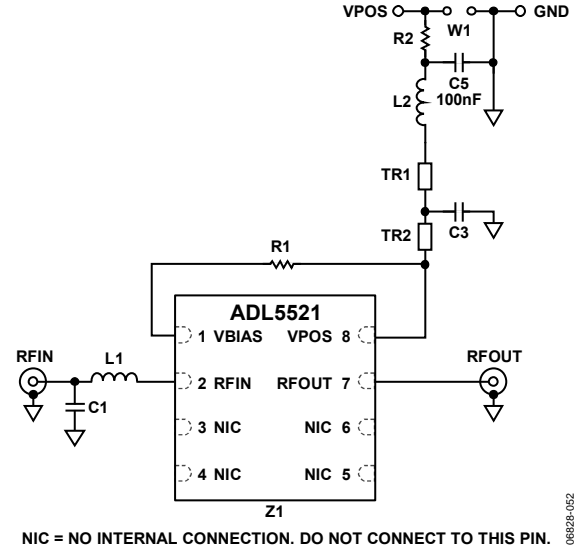 VPOS
W1
GND
R2
C5
100nF
L2
TR1
TR2
C3
R1
ADL5521
1 VBIAS
VPOS 8
RFIN
L1
RFOUT
2 RFIN
RFOUT 7
C1
3 NIC
NIC 6
4 NIC
NIC 5
Z1
NIC = NO INTERNAL CONNECTION. DO NOT CONNECT TO THIS PIN.
06828-052